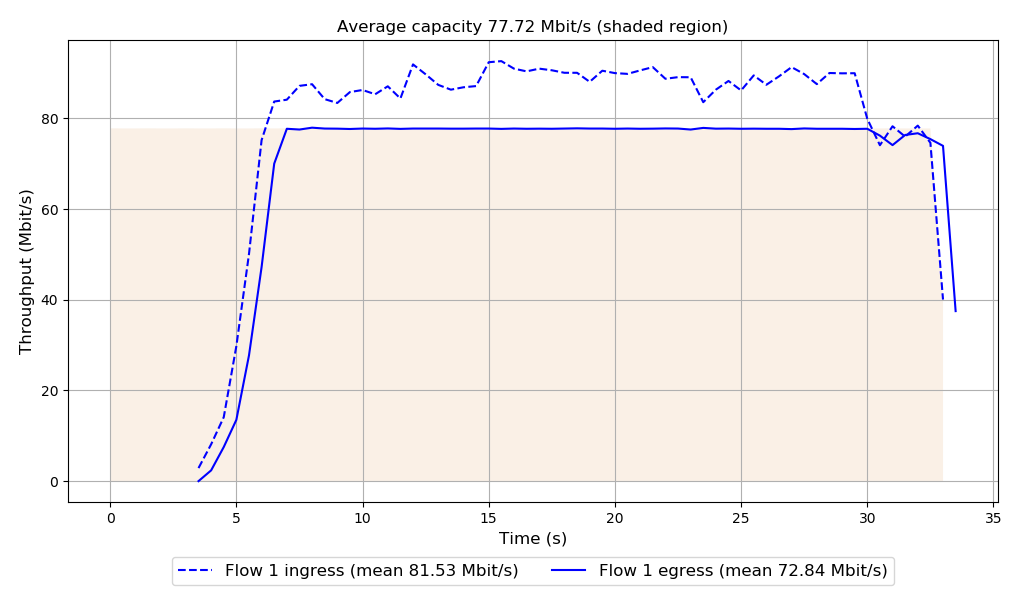 Average capacity 77.72 Mbit/s (shaded region)
Throughput (Mbit/s)
80
60
40
20
0
0 5 10 15 20 25 30 35
Time (s)
Flow 1 ingress (mean 81.53 Mbit/s) Flow 1 egress (mean 72.84 Mbit/s)